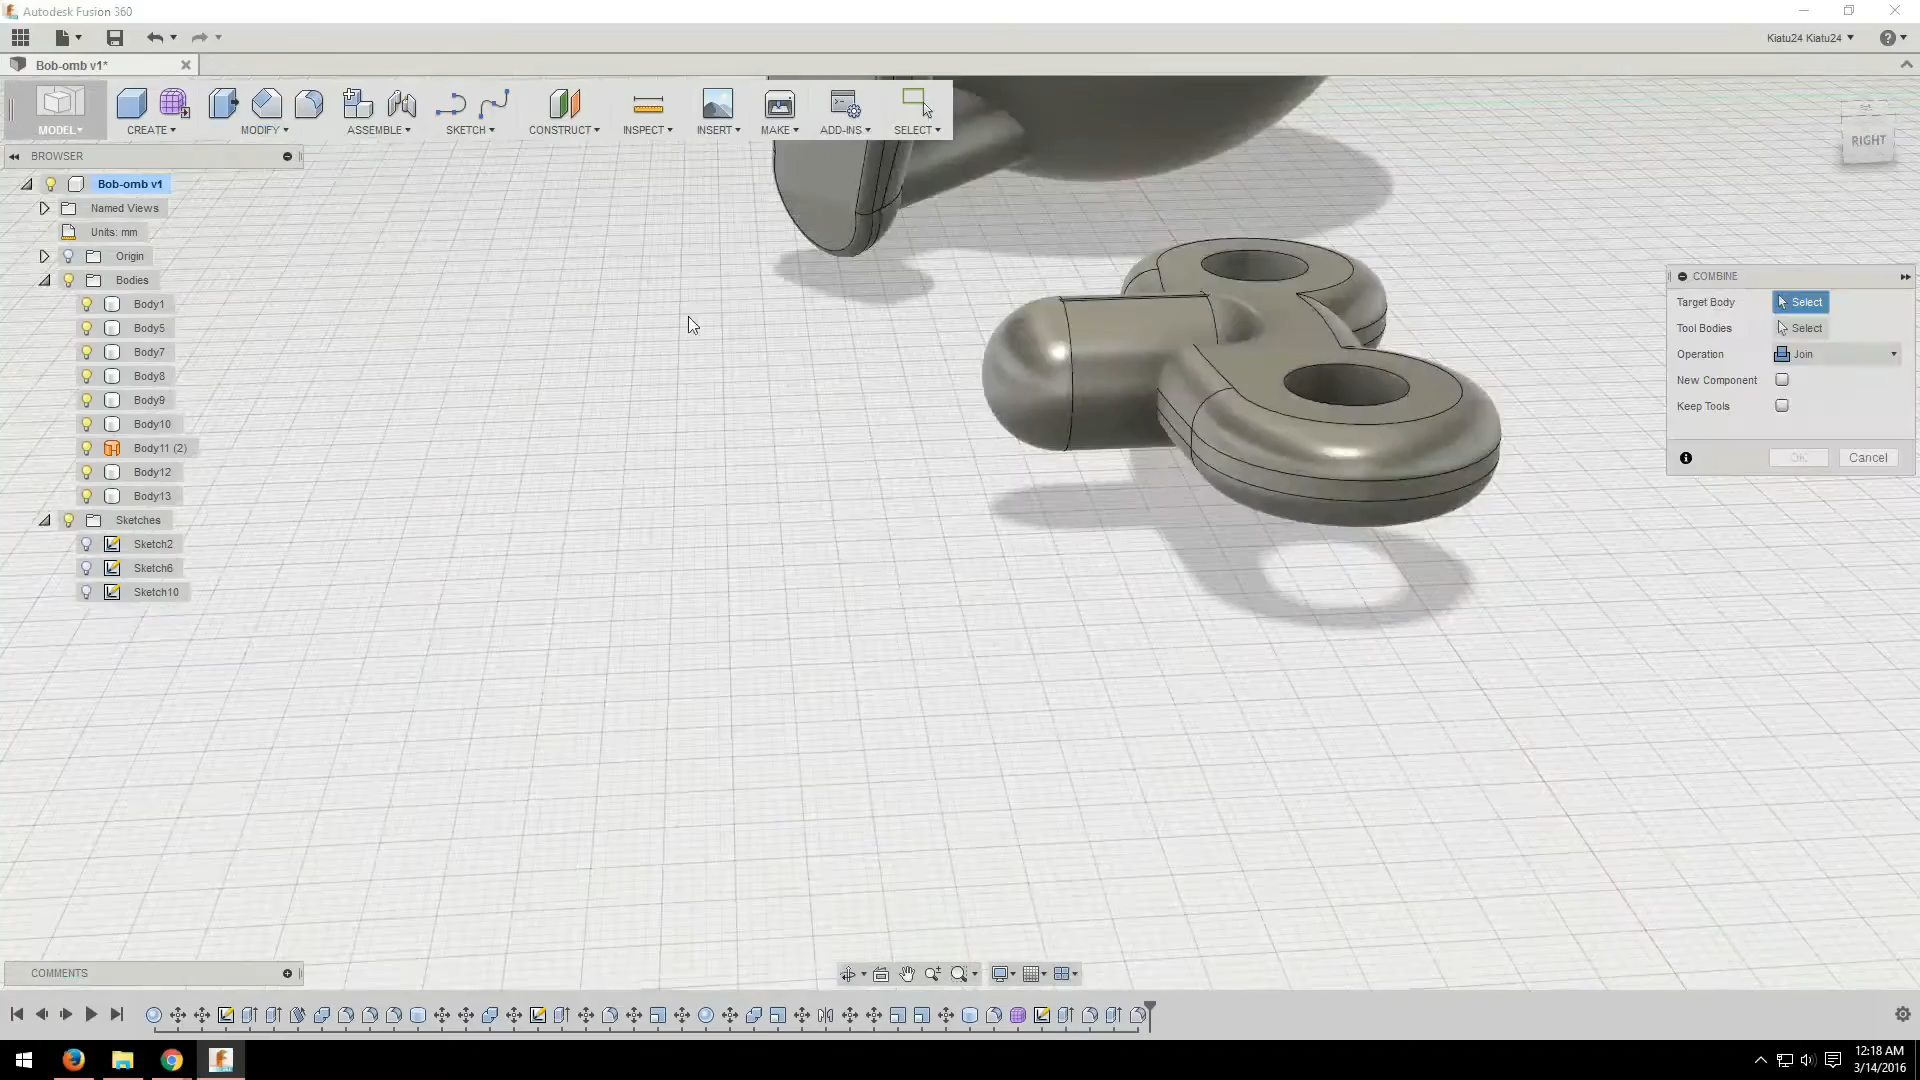 Autodesk Fusion 360
Kiatu24 Kiatu24
Bob-omb v1*
MODEL
CREATE
MODIFY
ASSEMBLE
SKETCH
CONSTRUCT
INSPECT
INSERT
MAKE
ADD-INS
SELECT
RIGHT
BROWSER
Bob-omb v1
Named Views
Units: mm
Origin
Bodies
Body1
Body5
Body7
Body8
Body9
Body10
Body11 (2)
Body12
Body13
Sketches
Sketch2
Sketch6
Sketch10
COMBINE
Target Body Select
Tool Bodies Select
Operation Join
New Component
Keep Tools
OK Cancel
COMMENTS
12:18 AM
3/14/2016